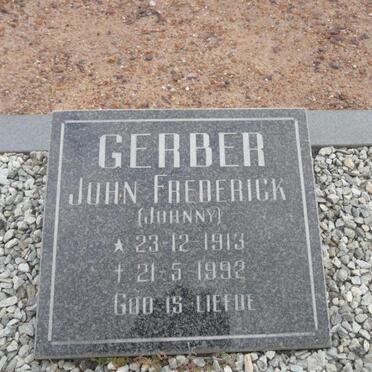 GERBER
JOHN FREDERICK
(JOHNNY)
★ 23-12-1913
† 21-5-1992
GOD IS LIEFDE